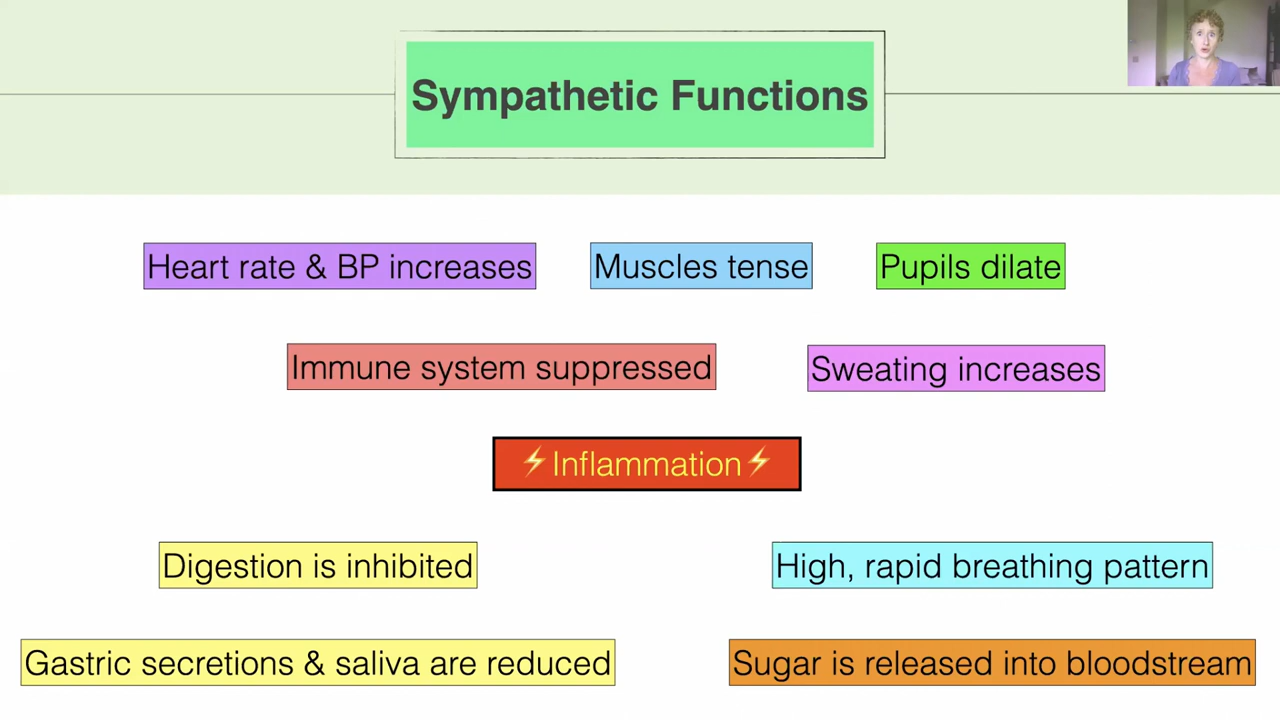 Sympathetic Functions
Heart rate & BP increases
Muscles tense
Pupils dilate
Immune system suppressed
Sweating increases
⚡Inflammation⚡
Digestion is inhibited
High, rapid breathing pattern
Gastric secretions & saliva are reduced
Sugar is released into bloodstream